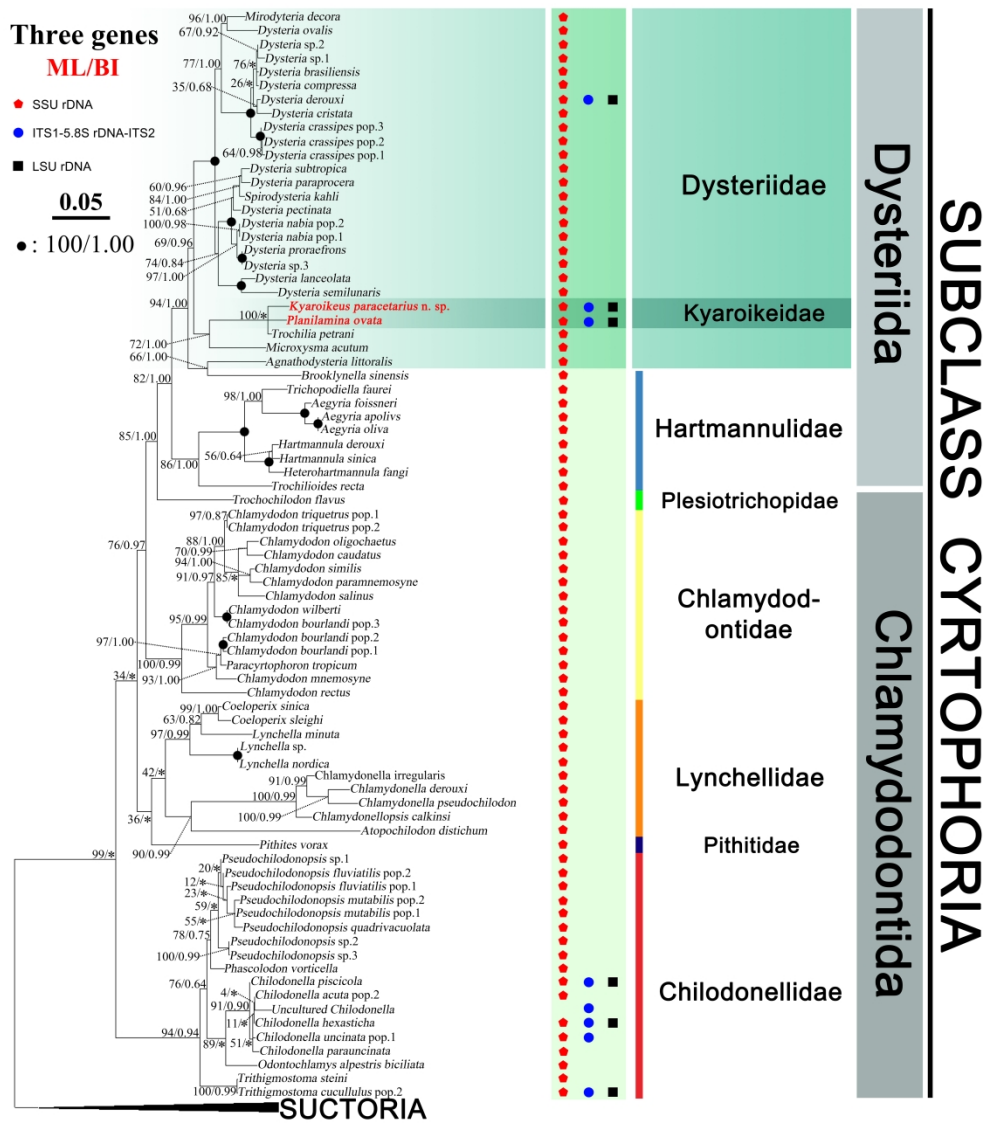 Three genes
ML/BI
SSU rDNA
ITS1-5.8S rDNA-ITS2
LSU rDNA
0.05
: 100/1.00
96/1.00
Mirodyteria decora
67/0.92
Dysteria ovalis
Dysteria sp.2
Dysteria sp.1
77/1.00
76/*
Dysteria brasiliensis
35/0.68
26/*
Dysteria compressa
Dysteria derouxi
Dysteria cristata
Dysteria crassipes pop.3
Dysteria crassipes pop.2
64/0.98
Dysteria crassipes pop.1
Dysteria subtropica
60/0.96
Dysteria paraprocera
84/1.00
Spirodysteria kahli
51/0.68
Dysteria pectinata
100/0.98
Dysteria nabia pop.2
Dysteria nabia pop.1
69/0.96
Dysteria proraefrons
74/0.84
Dysteria sp.3
97/1.00
Dysteria lanceolata
Dysteria semilunaris
94/1.00
Kyaroikeus paracetarius n. sp.
100/*
Planilamina ovata
Trochilia petrani
72/1.00
Microxysma acutum
66/1.00
Agnathodysteria littoralis
82/1.00
Brooklynella sinensis
98/1.00
Trichopodiella faurei
Aegyria foissneri
Aegyria apolivs
Aegyria oliva
85/1.00
Hartmannula derouxi
56/0.64
Hartmannula sinica
86/1.00
Heterohartmannula fangi
Trochilioides recta
Trochochilodon flavus
97/0.87
Chlamydodon triquetrus pop.1
Chlamydodon triquetrus pop.2
88/1.00
Chlamydodon oligochaetus
76/0.97
70/0.99
Chlamydodon caudatus
94/1.00
Chlamydodon similis
91/0.97
85/*
Chlamydodon paramnemosyne
Chlamydodon salinus
Chlamydodon wilberti
95/0.99
Chlamydodon bourlandi pop.3
Chlamydodon bourlandi pop.2
97/1.00
Chlamydodon bourlandi pop.1
100/0.99
Paracyrtophoron tropicum
34/*
93/1.00
Chlamydodon mnemosyne
Chlamydodon rectus
99/1.00
Coeloperix sinica
63/0.82
Coeloperix sleighi
97/0.99
Lynchella minuta
Lynchella sp.
Lynchella nordica
42/*
91/0.99
Chlamydonella irregularis
Chlamydonella derouxi
100/0.99
Chlamydonella pseudochilodon
36/*
100/0.99
Chlamydonellopsis calkinsi
Atopochilodon distichum
Pithites vorax
99/*
90/0.99
Pseudochilodonopsis sp.1
20/*
Pseudochilodonopsis fluviatilis pop.2
12/*
Pseudochilodonopsis fluviatilis pop.1
23/*
Pseudochilodonopsis mutabilis pop.2
59/*
Pseudochilodonopsis mutabilis pop.1
55/*
Pseudochilodonopsis quadrivacuolata
78/0.75
Pseudochilodonopsis sp.2
100/0.99
Pseudochilodonopsis sp.3
Phascolodon vorticella
76/0.64
Chilodonella piscicola
4/*
Chilodonella acuta pop.2
91/0.90
Uncultured Chilodonella
11/*
Chilodonella hexasticha
94/0.94
51/*
Chilodonella uncinata pop.1
89/*
Chilodonella parauncinata
Odontochlamys alpestris biciliata
Trithigmostoma steini
100/0.99
Trithigmostoma cucullulus pop.2
SUCTORIA
Dysteriidae
Kyaroikeidae
Hartmannulidae
Plesiotrichopidae
Chlamydod-
ontidae
Lynchellidae
Pithitidae
Chilodonellidae
Dysteriida
Chlamydodontida
SUBCLASS CYRTOPHORIA